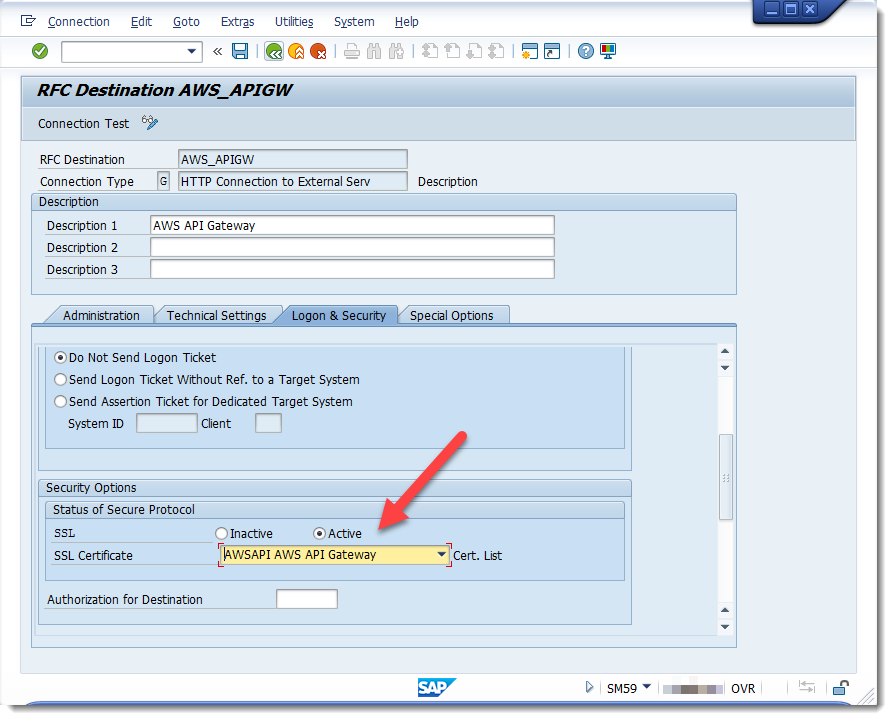 Connection Edit Goto Extras Utilities System Help
RFC Destination AWS_APIGW
Connection Test
RFC Destination AWS_APIGW
Connection Type G HTTP Connection to External Serv Description
Description
Description 1 AWS API Gateway
Description 2
Description 3
Administration Technical Settings Logon & Security Special Options
Do Not Send Logon Ticket
Send Logon Ticket Without Ref. to a Target System
Send Assertion Ticket for Dedicated Target System
System ID Client
Security Options
Status of Secure Protocol
SSL Inactive Active
SSL Certificate AWSAPI AWS API Gateway Cert. List
Authorization for Destination
SAP SM59 OVR